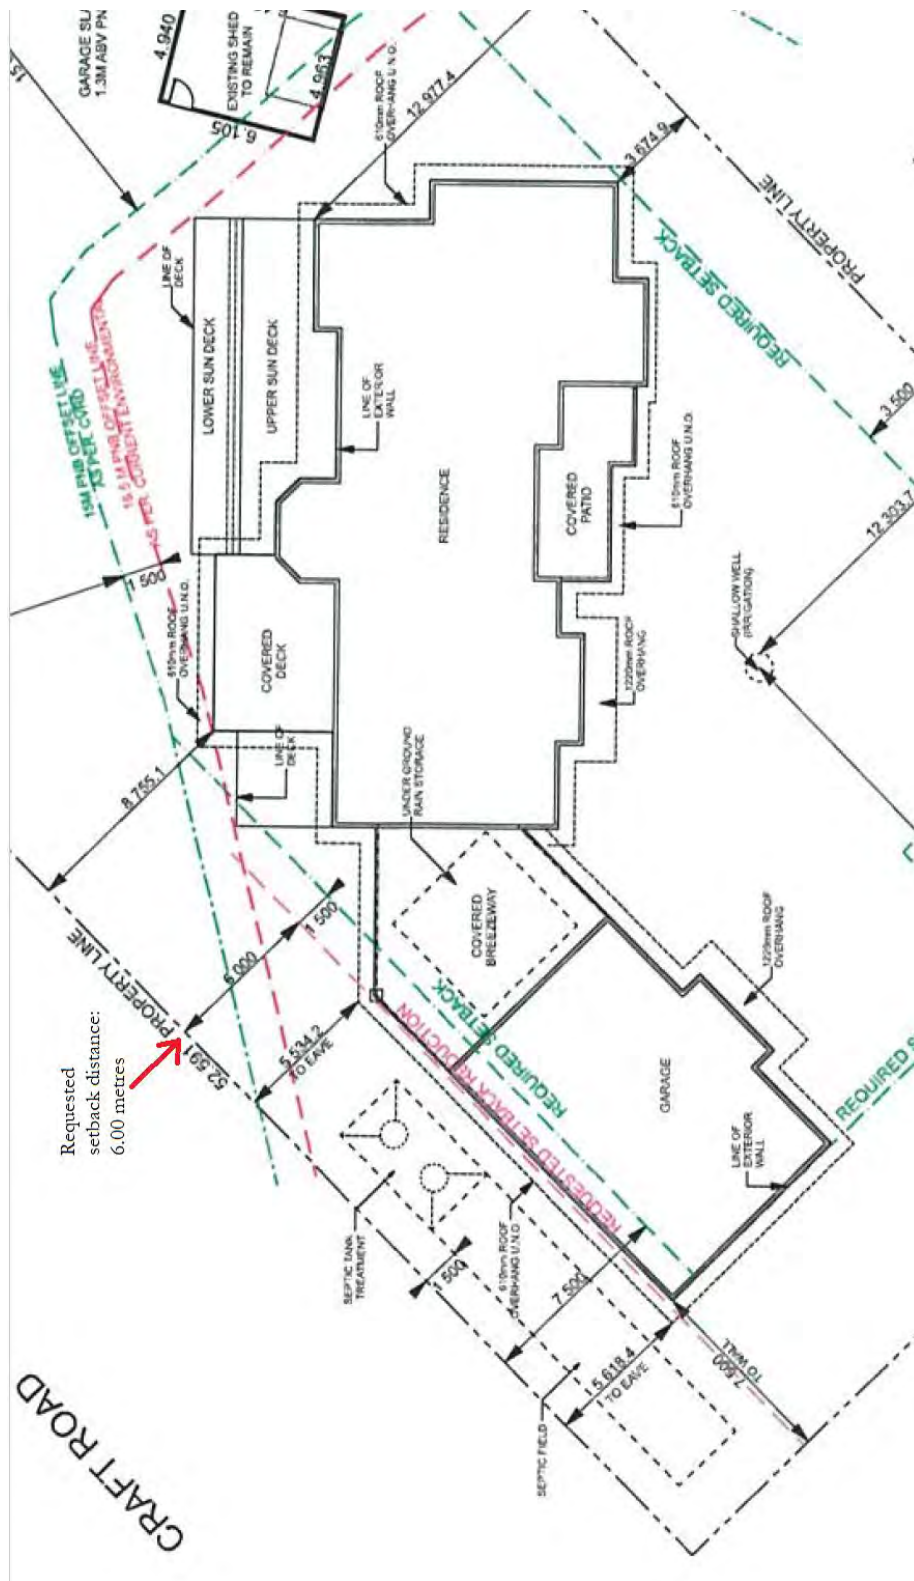 GARAGE SL
1.3M ABV PN
4.940
EXISTING SHED
TO REMAIN
4.963
6.105
15
610mm ROOF
OVERHANG U.N.O.
12 977.4
3 674.9
PROPERTY LINE
REQUIRED SETBACK
LINE OF
DECK
LOWER SUN DECK
UPPER SUN DECK
LINE OF
EXTERIOR
WALL
15M PNB OFFSET LINE
AS PER CVRD
16.5 M PNB OFFSET LINE
AS PER CURRENT ENVIRONMENTA
RESIDENCE
COVERED
PATIO
610mm ROOF
OVERHANG U.N.O.
3.500
12 303.7
1 500
610mm ROOF
OVERHANG U.N.O.
COVERED
DECK
LINE OF
DECK
1220mm ROOF
OVERHANG
SHALLOW WELL
(IRRIGATION)
8 755.1
UNDER GROUND
RAIN STORAGE
COVERED
BREEZEWAY
1220mm ROOF
OVERHANG
PROPERTY LINE
52 591
6.000
1 500
5 534.2
TO EAVE
Requested
setback distance:
6.00 metres
REQUIRED SETBACK
REQUESTED SETBACK REDUCTION
GARAGE
REQUIRED S
LINE OF
EXTERIOR
WALL
SEPTIC TANK
TREATMENT
500
610mm ROOF
OVERHANG U.N.O.
7 500
5 618.4
TO EAVE
TO WALL
SEPTIC FIELD
CRAFT ROAD